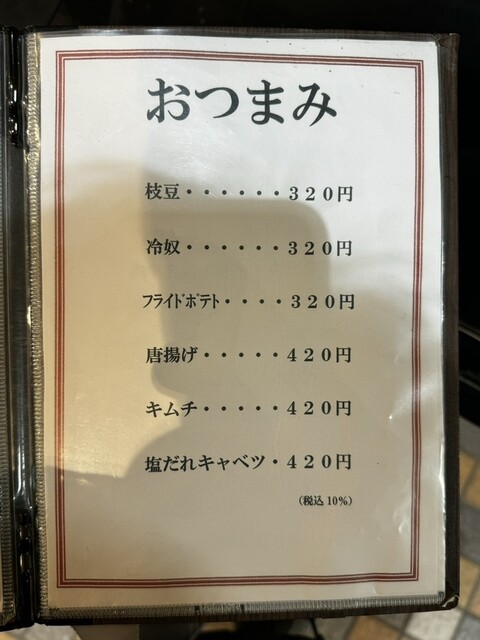 おつまみ
枝豆・・・・・・３２０円
冷奴・・・・・・３２０円
ﾌﾗｲﾄﾞﾎﾟﾃﾄ・・・・３２０円
唐揚げ・・・・・４２０円
キムチ・・・・・４２０円
塩だれキャベツ・４２０円
（税込 10%）